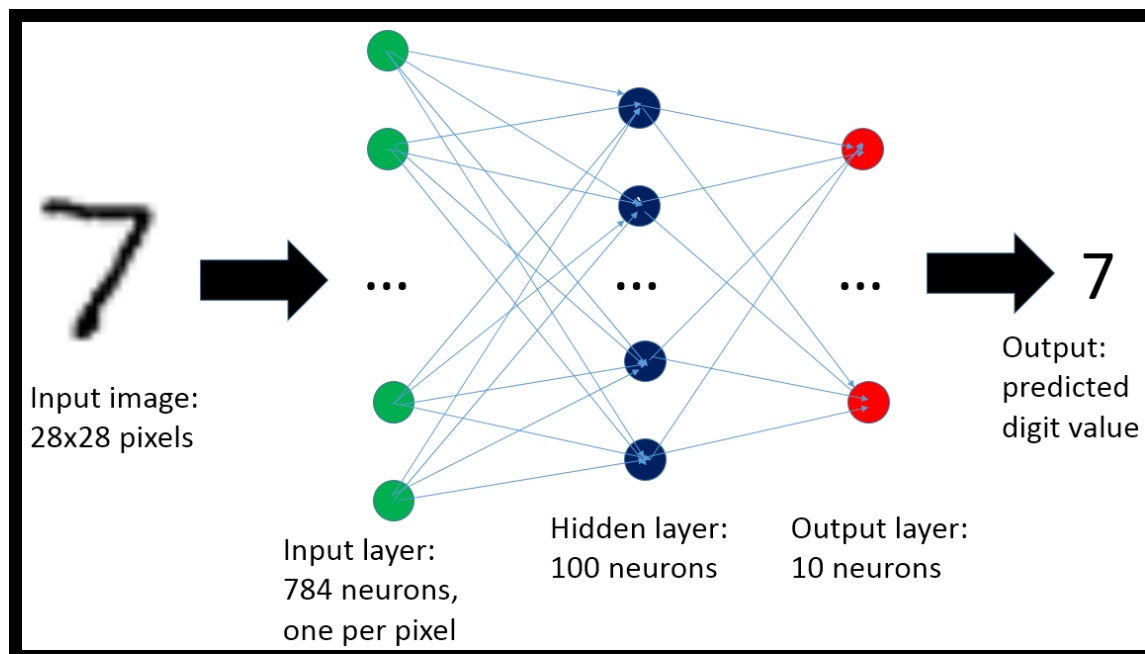 7
...
...
...
7
Input image:
28x28 pixels
Output:
predicted
digit value
Input layer:
784 neurons,
one per pixel
Hidden layer:
100 neurons
Output layer:
10 neurons